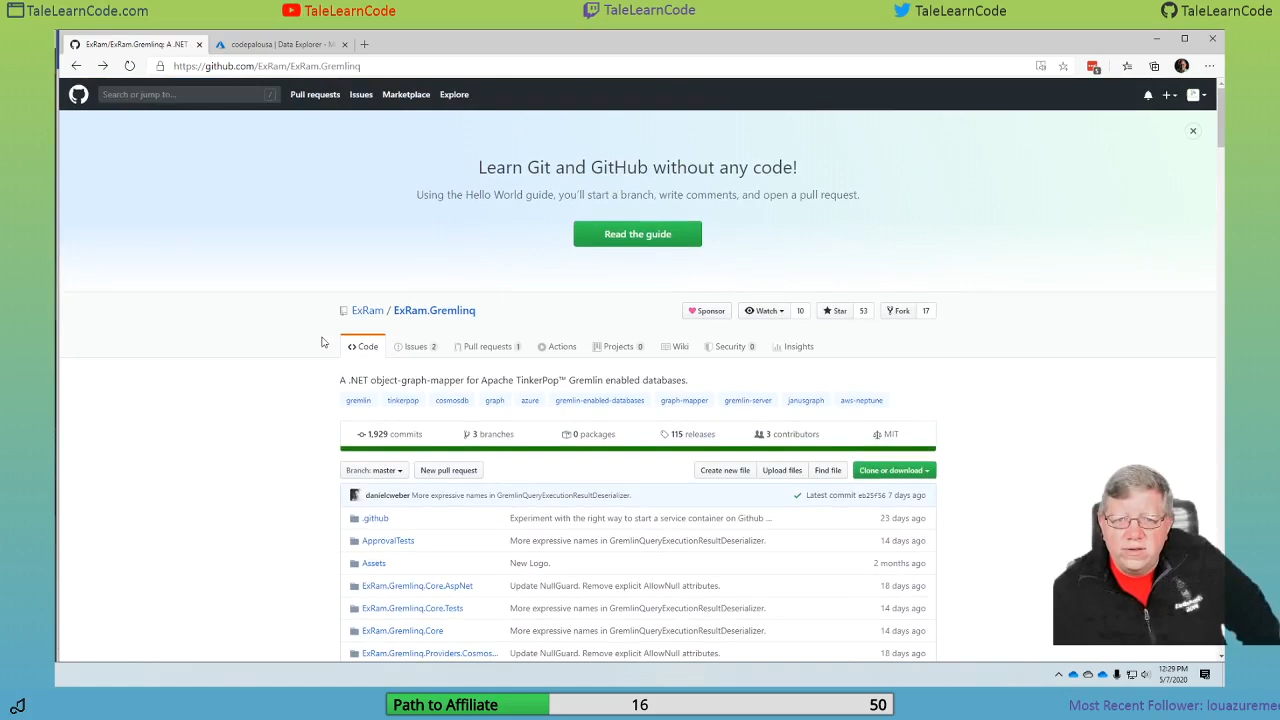 TaleLearnCode.com
TaleLearnCode
TaleLearnCode
TaleLearnCode
TaleLearnCode
ExRam/ExRam.Gremlinq: A .NET
codepalousa | Data Explorer - M
https://github.com/ExRam/ExRam.Gremlinq
Search or jump to...
/
Pull requests
Issues
Marketplace
Explore
Learn Git and GitHub without any code!
Using the Hello World guide, you'll start a branch, write comments, and open a pull request.
Read the guide
ExRam / ExRam.Gremlinq
Sponsor
Watch
10
Star
53
Fork
17
Code
Issues 2
Pull requests 1
Actions
Projects 0
Wiki
Security 0
Insights
A .NET object-graph-mapper for Apache TinkerPop™ Gremlin enabled databases.
gremlin
tinkerpop
cosmosdb
graph
azure
gremlin-enabled-databases
graph-mapper
gremlin-server
janusgraph
aws-neptune
1,929 commits
3 branches
0 packages
115 releases
3 contributors
MIT
Branch: master
New pull request
Create new file
Upload files
Find file
Clone or download
danielcweber More expressive names in GremlinQueryExecutionResultDeserializer.
Latest commit eb25f56 7 days ago
.github
Experiment with the right way to start a service container on Github ...
23 days ago
ApprovalTests
More expressive names in GremlinQueryExecutionResultDeserializer.
14 days ago
Assets
New Logo.
2 months ago
ExRam.Gremlinq.Core.AspNet
Update NullGuard. Remove explicit AllowNull attributes.
18 days ago
ExRam.Gremlinq.Core.Tests
More expressive names in GremlinQueryExecutionResultDeserializer.
14 days ago
ExRam.Gremlinq.Core
More expressive names in GremlinQueryExecutionResultDeserializer.
14 days ago
ExRam.Gremlinq.Providers.Cosmos...
Update NullGuard. Remove explicit AllowNull attributes.
18 days ago
12:29 PM
5/7/2020
Path to Affiliate
16
50
Most Recent Follower: louazureme